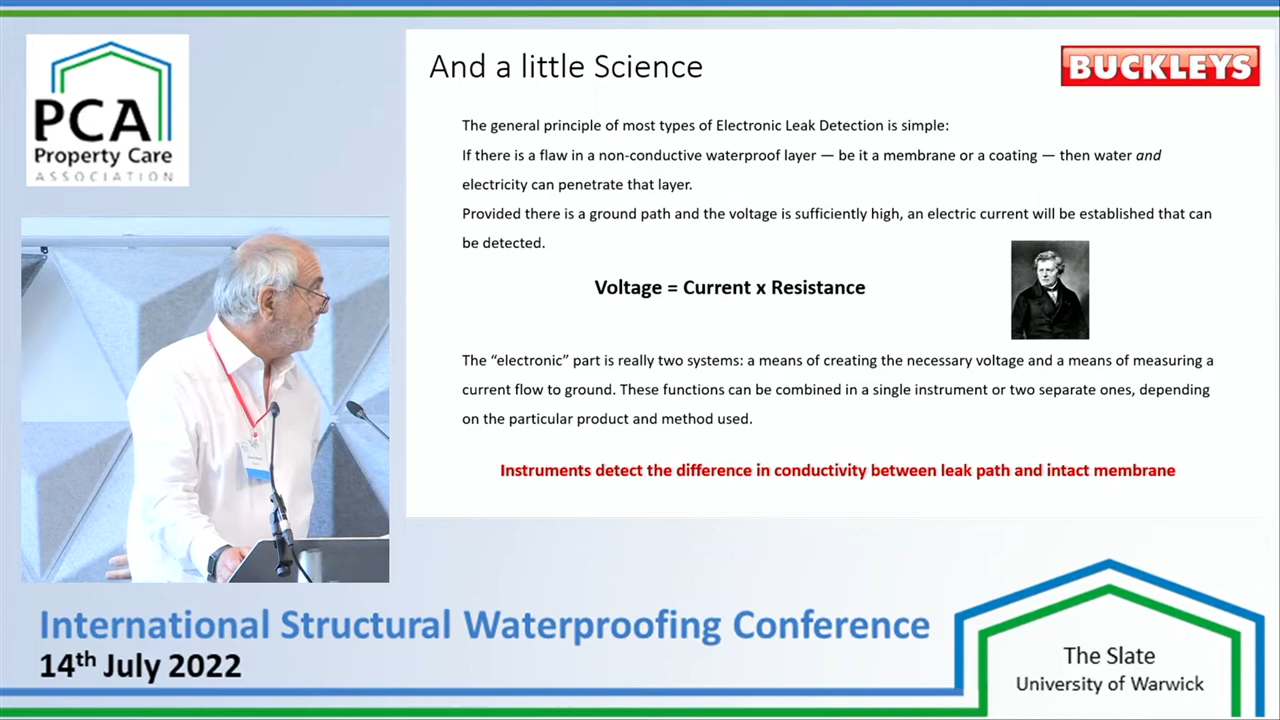 PCA
Property Care
ASSOCIATION
And a little Science
BUCKLEYS
The general principle of most types of Electronic Leak Detection is simple:
If there is a flaw in a non-conductive waterproof layer — be it a membrane or a coating — then water and
electricity can penetrate that layer.
Provided there is a ground path and the voltage is sufficiently high, an electric current will be established that can
be detected.
Voltage = Current x Resistance
The “electronic” part is really two systems: a means of creating the necessary voltage and a means of measuring a
current flow to ground. These functions can be combined in a single instrument or two separate ones, depending
on the particular product and method used.
Instruments detect the difference in conductivity between leak path and intact membrane
International Structural Waterproofing Conference
14th July 2022
The Slate
University of Warwick